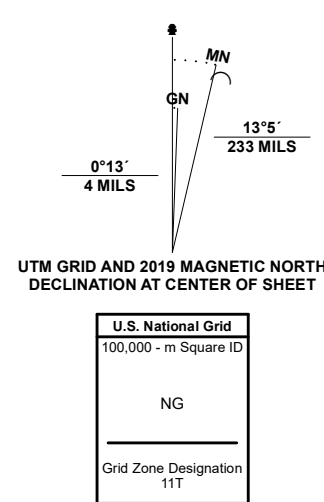 MN
GN
13°5´
233 MILS
0°13´
4 MILS
UTM GRID AND 2019 MAGNETIC NORTH
DECLINATION AT CENTER OF SHEET
U.S. National Grid
100,000 - m Square ID
NG
Grid Zone Designation
11T